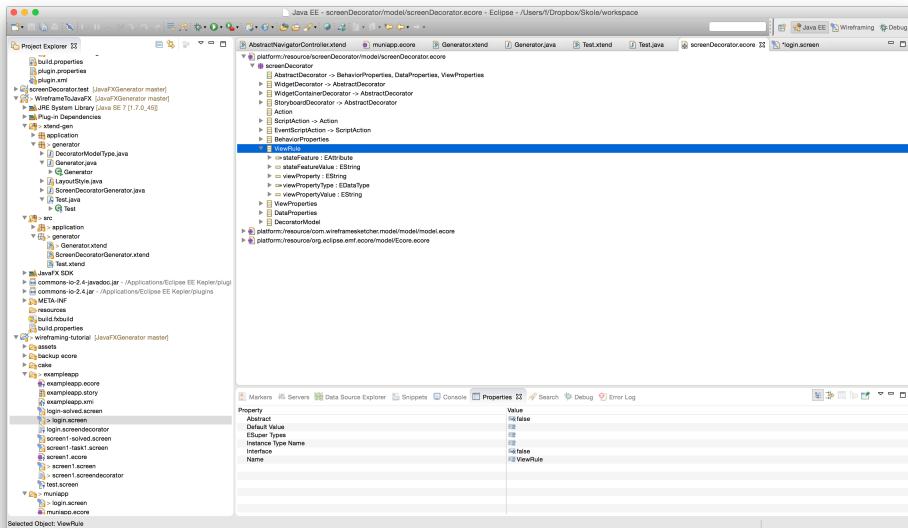 Java EE - screenDecorator/model/screenDecorator.ecore - Eclipse - /Users/f/Dropbox/Skole/workspace
Java EE Wireframing Debug
Project Explorer
build.properties
plugin.properties
plugin.xml
screenDecorator.test [JavaFXGenerator master]
> WireframeToJavaFX [JavaFXGenerator master]
JRE System Library [Java SE 7 [1.7.0_45]]
Plug-in Dependencies
> xtend-gen
application
> generator
DecoratorModelType.java
Generator.java
Generator
LayoutStyle.java
ScreenDecoratorGenerator.java
Test.java
Test
> src
> application
> generator
> Generator.xtend
ScreenDecoratorGenerator.xtend
Test.xtend
JavaFX SDK
commons-io-2.4-javadoc.jar - /Applications/Eclipse EE Kepler/plugi
commons-io-2.4.jar - /Applications/Eclipse EE Kepler/plugins
META-INF
resources
build.fxbuild
build.properties
> wireframing-tutorial [JavaFXGenerator master]
assets
backup ecore
cake
> exampleapp
exampleapp.ecore
exampleapp.story
exampleapp.xmi
login-solved.screen
> login.screen
login.screendecorator
screen1-solved.screen
screen1-task1.screen
screen1.ecore
> screen1.screen
> screen1.screendecorator
test.screen
> muniapp
> login.screen
muniapp.ecore
AbstractNavigatorController.xtend muniapp.ecore Generator.xtend Generator.java Test.xtend Test.java screenDecorator.ecore *login.screen
platform:/resource/screenDecorator/model/screenDecorator.ecore
screenDecorator
AbstractDecorator -> BehaviorProperties, DataProperties, ViewProperties
WidgetDecorator -> AbstractDecorator
WidgetContainerDecorator -> AbstractDecorator
StoryboardDecorator -> AbstractDecorator
Action
ScriptAction -> Action
EventScriptAction -> ScriptAction
BehaviorProperties
ViewRule
stateFeature : EAttribute
stateFeatureValue : EString
viewProperty : EString
viewPropertyType : EDataType
viewPropertyValue : EString
ViewProperties
DataProperties
DecoratorModel
platform:/resource/com.wireframesketcher.model/model/model.ecore
platform:/resource/org.eclipse.emf.ecore/model/Ecore.ecore
Markers Servers Data Source Explorer Snippets Console Properties Search Debug Error Log
Property Value
Abstract false
Default Value
ESuper Types
Instance Type Name
Interface false
Name ViewRule
Selected Object: ViewRule